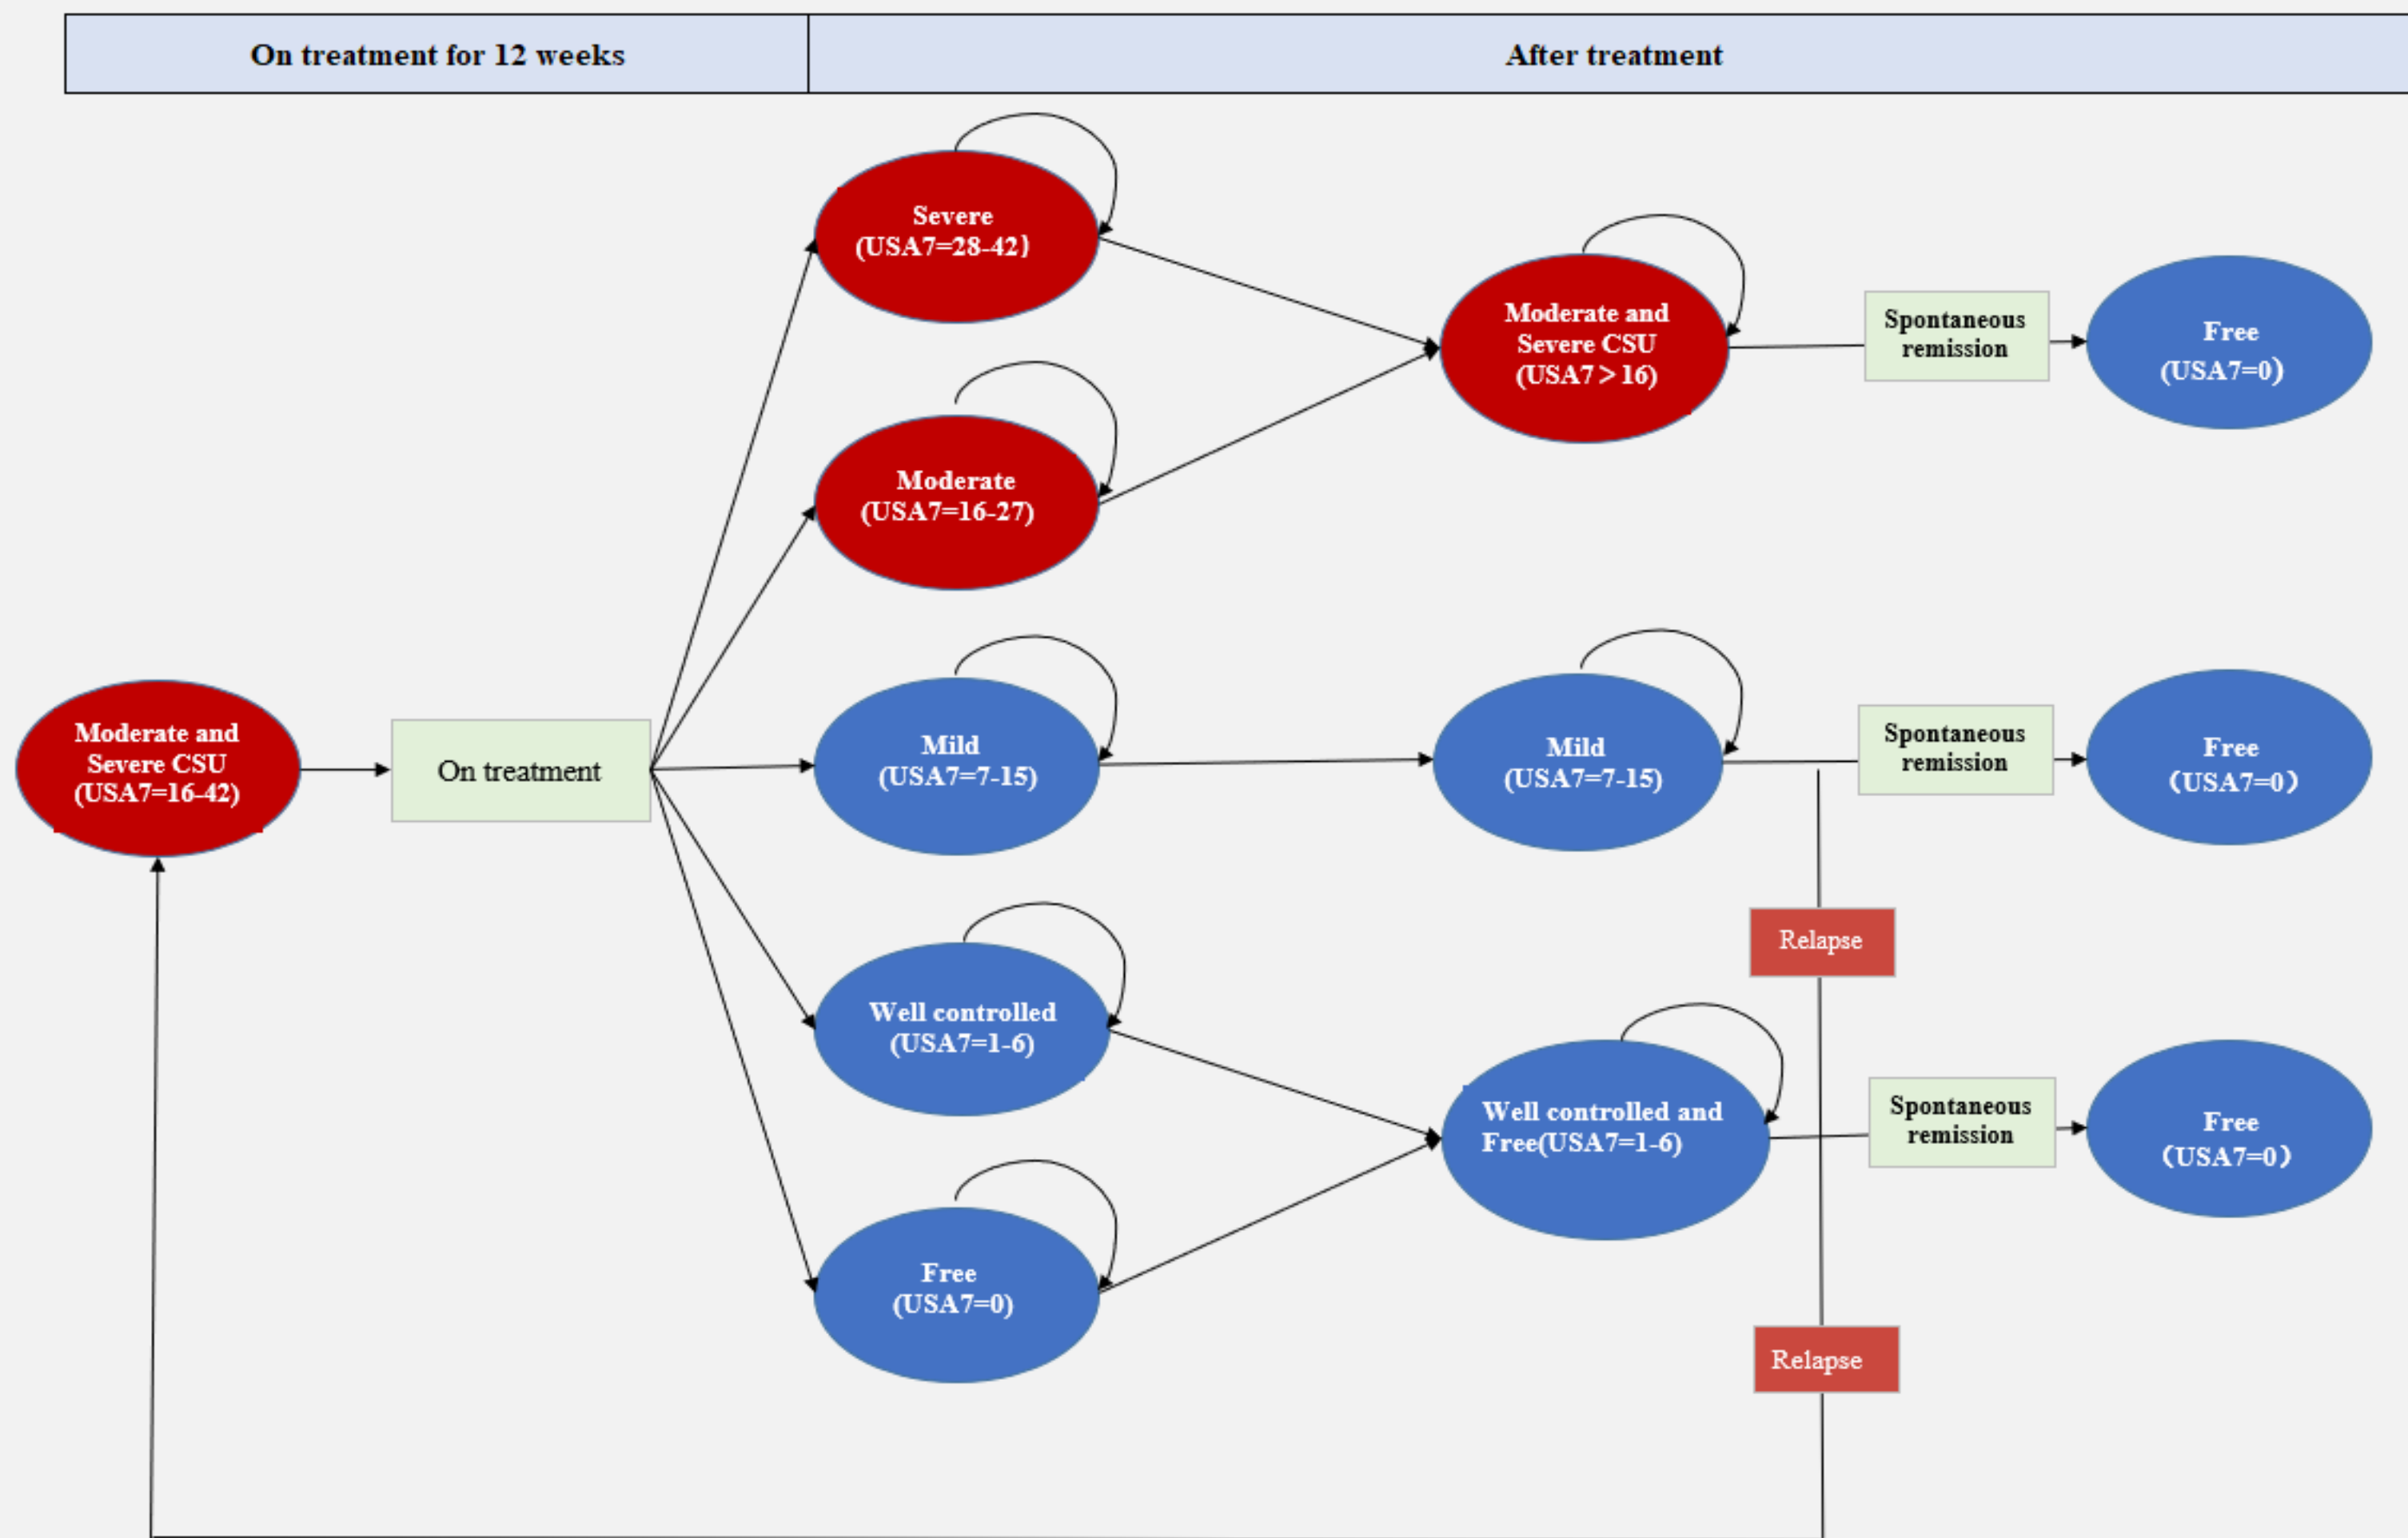 On treatment for 12 weeks
After treatment
Severe
(USA7=28-42)
Moderate and
Severe CSU
(USA7＞16)
Spontaneous
remission
Free
(USA7=0)
Moderate
(USA7=16-27)
Moderate and
Severe CSU
(USA7=16-42)
On treatment
Mild
(USA7=7-15)
Mild
(USA7=7-15)
Spontaneous
remission
Free
（USA7=0）
Relapse
Well controlled
(USA7=1-6)
Well controlled and
Free(USA7=1-6)
Spontaneous
remission
Free
（USA7=0）
Free
(USA7=0)
Relapse